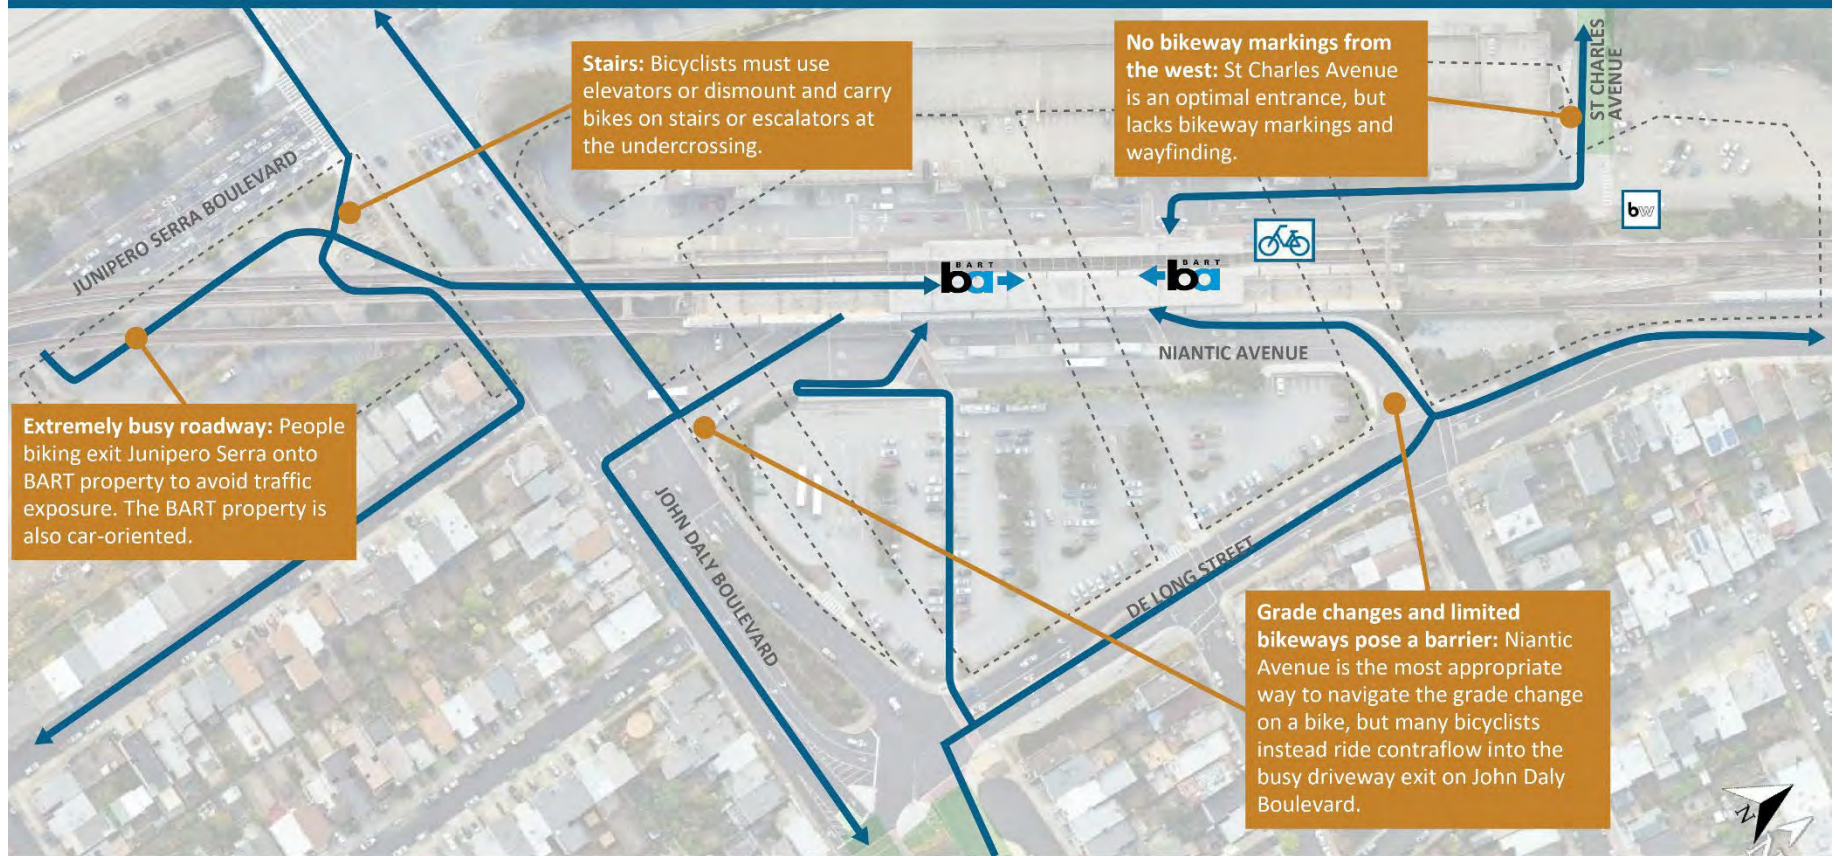 Stairs: Bicyclists must use
elevators or dismount and carry
bikes on stairs or escalators at
the undercrossing.
No bikeway markings from
the west: St Charles Avenue
is an optimal entrance, but
lacks bikeway markings and
wayfinding.
ST CHARLES
AVENUE
JUNIPERO SERRA BOULEVARD
bw
BART
ba
BART
ba
NIANTIC AVENUE
Extremely busy roadway: People
biking exit Junipero Serra onto
BART property to avoid traffic
exposure. The BART property is
also car-oriented.
JOHN DALY BOULEVARD
DE LONG STREET
Grade changes and limited
bikeways pose a barrier: Niantic
Avenue is the most appropriate
way to navigate the grade change
on a bike, but many bicyclists
instead ride contraflow into the
busy driveway exit on John Daly
Boulevard.
N